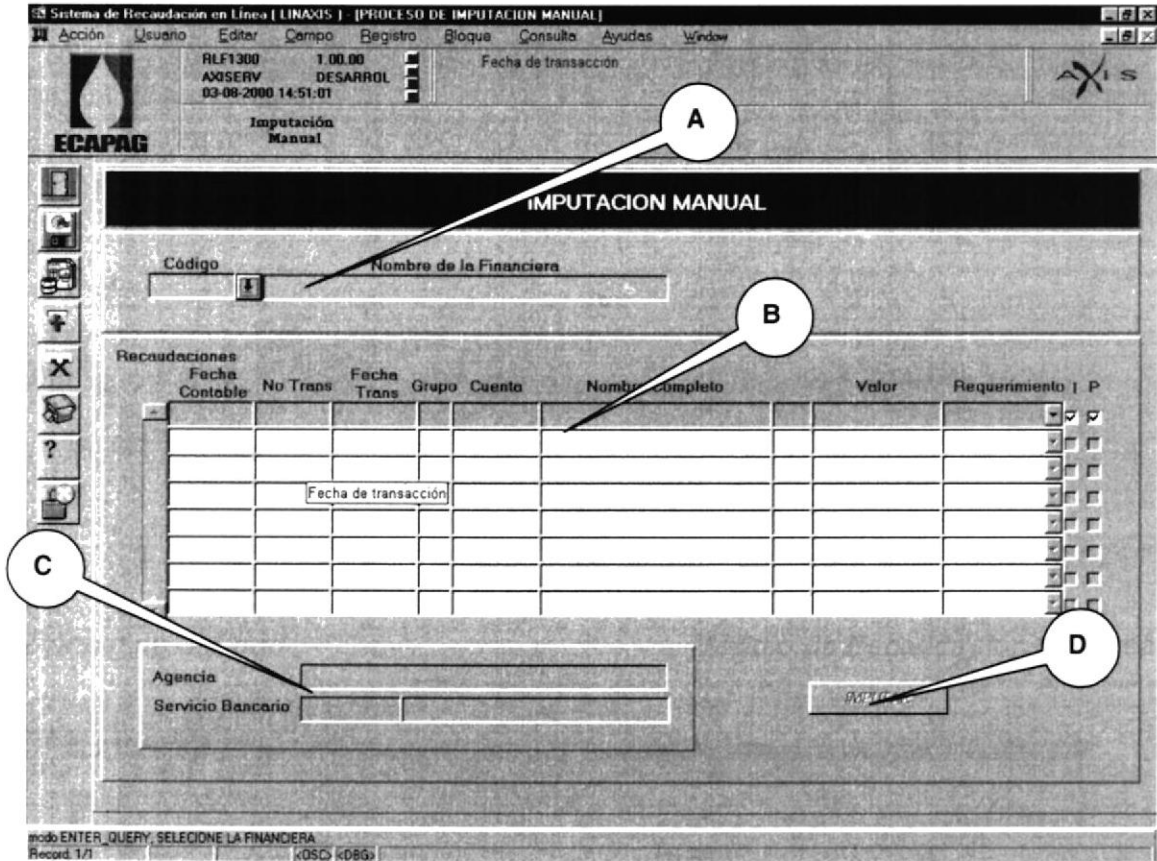 Sistema de Recaudación en Línea [ LINAXIS ] - [PROCESO DE IMPUTACION MANUAL]
Acción Usuario Editar Campo Registro Bloque Consulta Ayudas Window
RLF1300 1.00.00
AXISERV DESARROL
03-08-2000 14:51:01
Fecha de transacción
AXIS
ECAPAG
Imputación
Manual
A
IMPUTACION MANUAL
Código Nombre de la Financiera
B
Recaudaciones
Fecha Contable No Trans Fecha Trans Grupo Cuenta Nombre Completo Valor Requerimiento I P
Fecha de transacción
C
D
Agencia
Servicio Bancario
IMPUTAR
modo ENTER_QUERY, SELECIONE LA FINANCIERA
Record: 1/1 <OSC> <DBG>